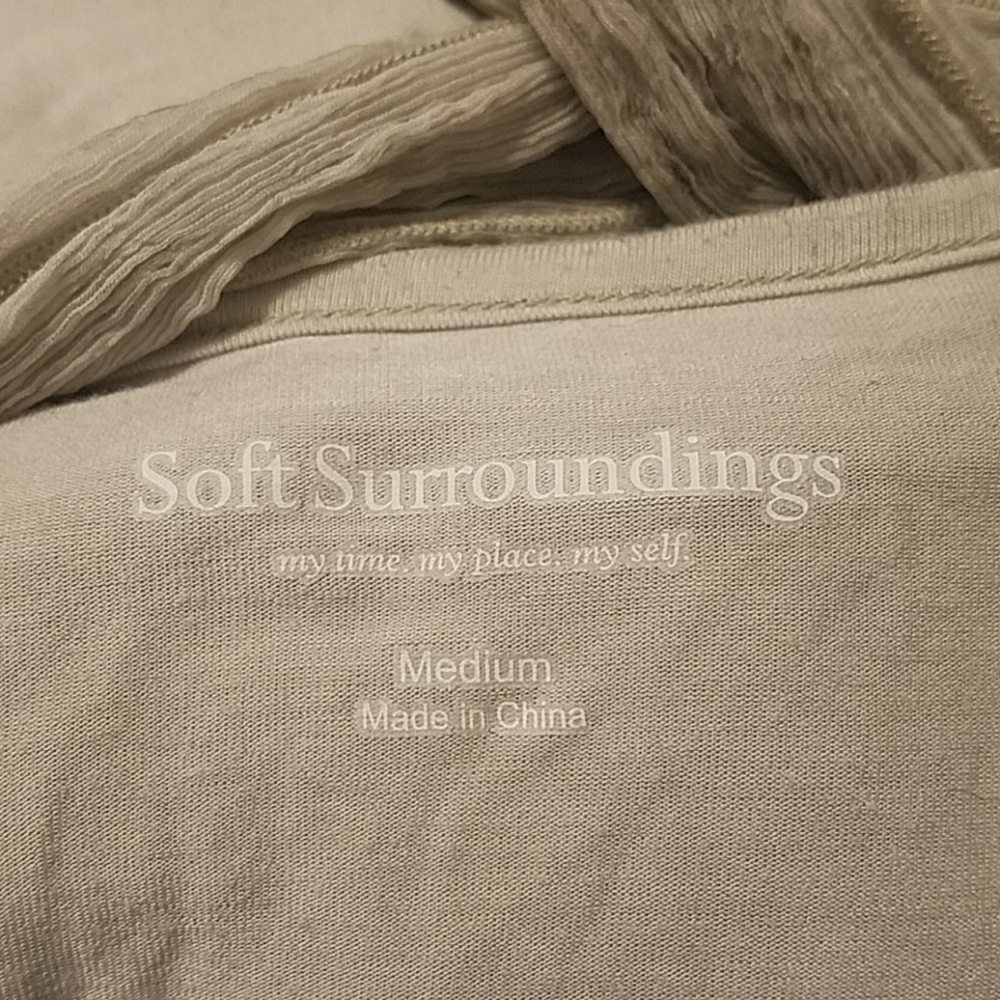 Soft Surroundings
my time. my place. my self.
Medium
Made in China